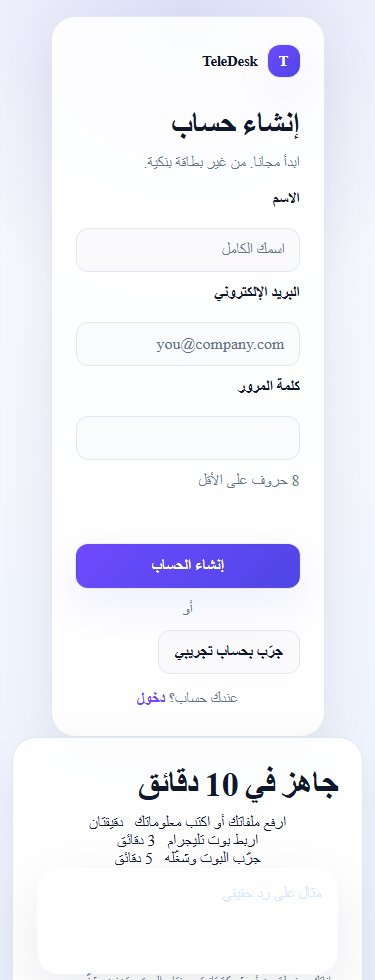 T TeleDesk
إنشاء حساب
ابدأ مجانا. من غير بطاقة بنكية.
الاسم
اسمك الكامل
البريد الإلكتروني
you@company.com
كلمة المرور
8 حروف على الأقل
إنشاء الحساب
أو
جرّب بحساب تجريبي
عندك حساب؟ دخول
جاهز في 10 دقائق
ارفع ملفاتك أو اكتب معلوماتك دقيقتان
اربط بوت تليجرام 3 دقائق
جرّب البوت وشغّله 5 دقائق
مثال على رد حقيقي